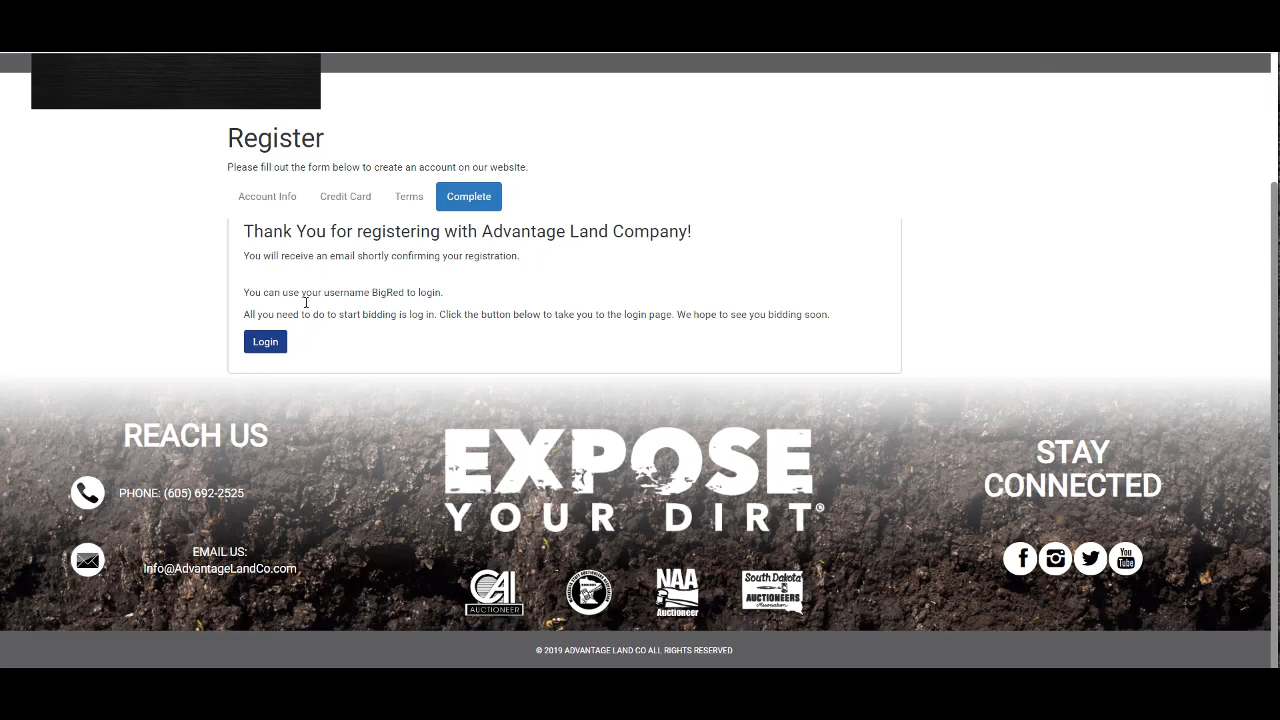 Register
Please fill out the form below to create an account on our website.
Account Info Credit Card Terms Complete
Thank You for registering with Advantage Land Company!
You will receive an email shortly confirming your registration.
You can use your username BigRed to login.
All you need to do to start bidding is log in. Click the button below to take you to the login page. We hope to see you bidding soon.
Login
REACH US
PHONE: (605) 692-2525
EMAIL US:
Info@AdvantageLandCo.com
EXPOSE
YOUR DIRT®
CAI
AUCTIONEER
NAA
Auctioneer
South Dakota
AUCTIONEERS
Association
STAY
CONNECTED
You
Tube
© 2019 ADVANTAGE LAND CO ALL RIGHTS RESERVED